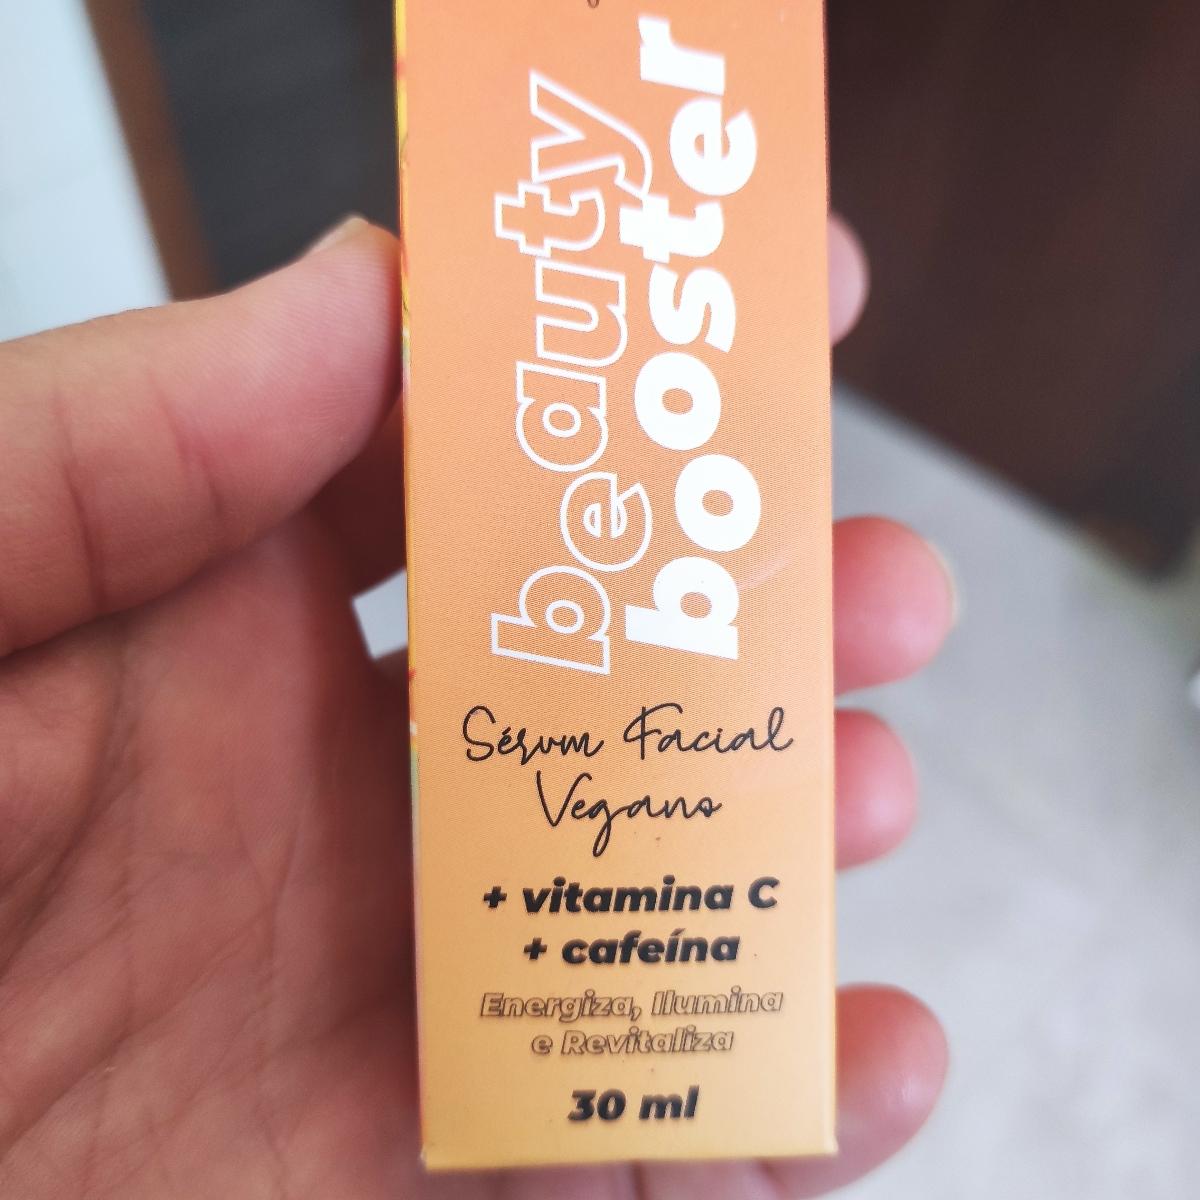 beauty
booster
Sérum Facial
Vegano
+ vitamina C
+ cafeína
Energiza, Ilumina
e Revitaliza
30 ml